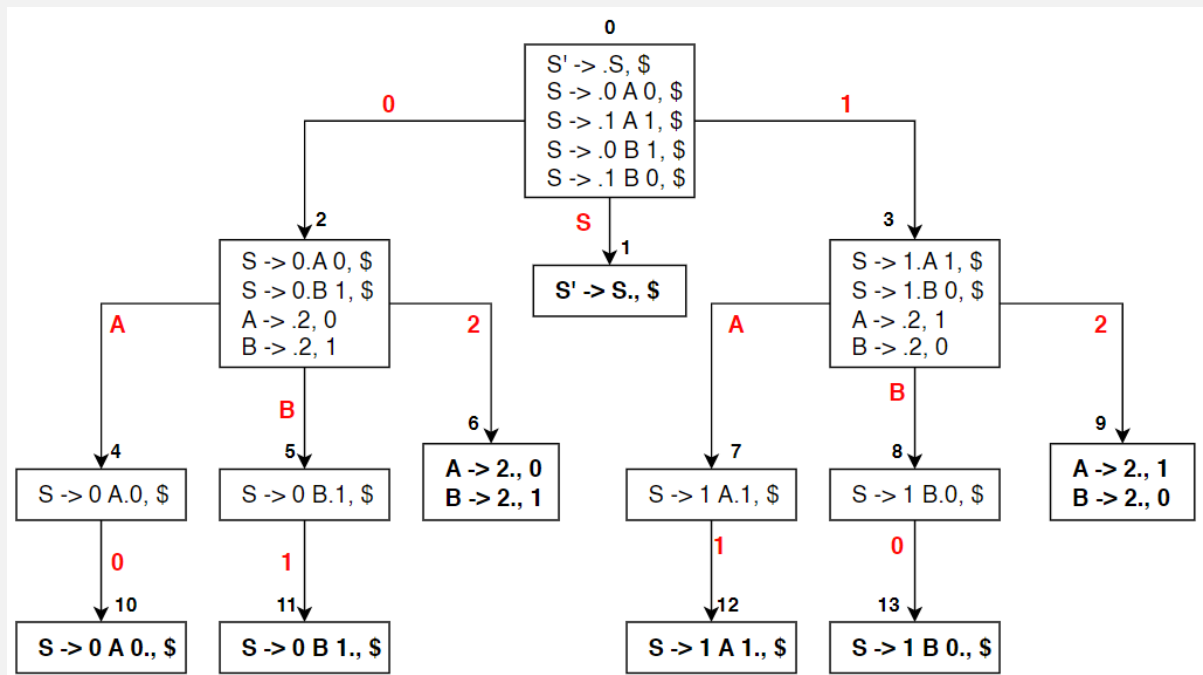 0
S' -> .S, $
S -> .0 A 0, $
S -> .1 A 1, $
S -> .0 B 1, $
S -> .1 B 0, $
0
1
S
2
S -> 0.A 0, $
S -> 0.B 1, $
A -> .2, 0
B -> .2, 1
1
S' -> S., $
3
S -> 1.A 1, $
S -> 1.B 0, $
A -> .2, 1
B -> .2, 0
A
B
2
A
B
2
4
S -> 0 A.0, $
5
S -> 0 B.1, $
6
A -> 2., 0
B -> 2., 1
7
S -> 1 A.1, $
8
S -> 1 B.0, $
9
A -> 2., 1
B -> 2., 0
0
1
1
0
10
S -> 0 A 0., $
11
S -> 0 B 1., $
12
S -> 1 A 1., $
13
S -> 1 B 0., $